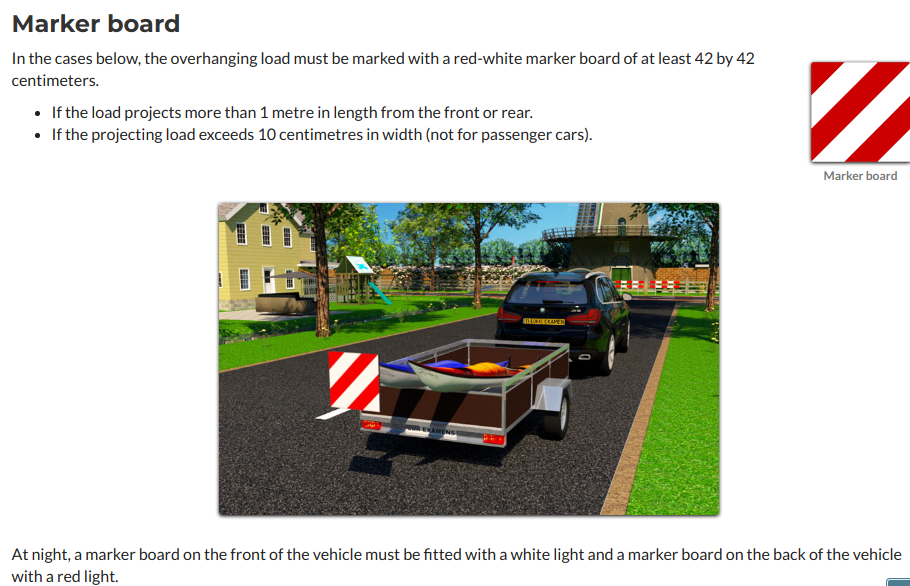 Marker board
In the cases below, the overhanging load must be marked with a red-white marker board of at least 42 by 42
centimeters.
If the load projects more than 1 metre in length from the front or rear.
If the projecting load exceeds 10 centimetres in width (not for passenger cars).
Marker board
At night, a marker board on the front of the vehicle must be fitted with a white light and a marker board on the back of the vehicle
with a red light.